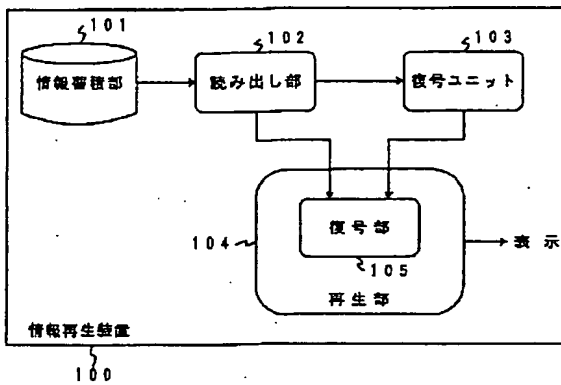 101
102
103
情報蓄積部
読み出し部
復号ユニット
復号部
104
105
表示
再生部
情報再生装置
100